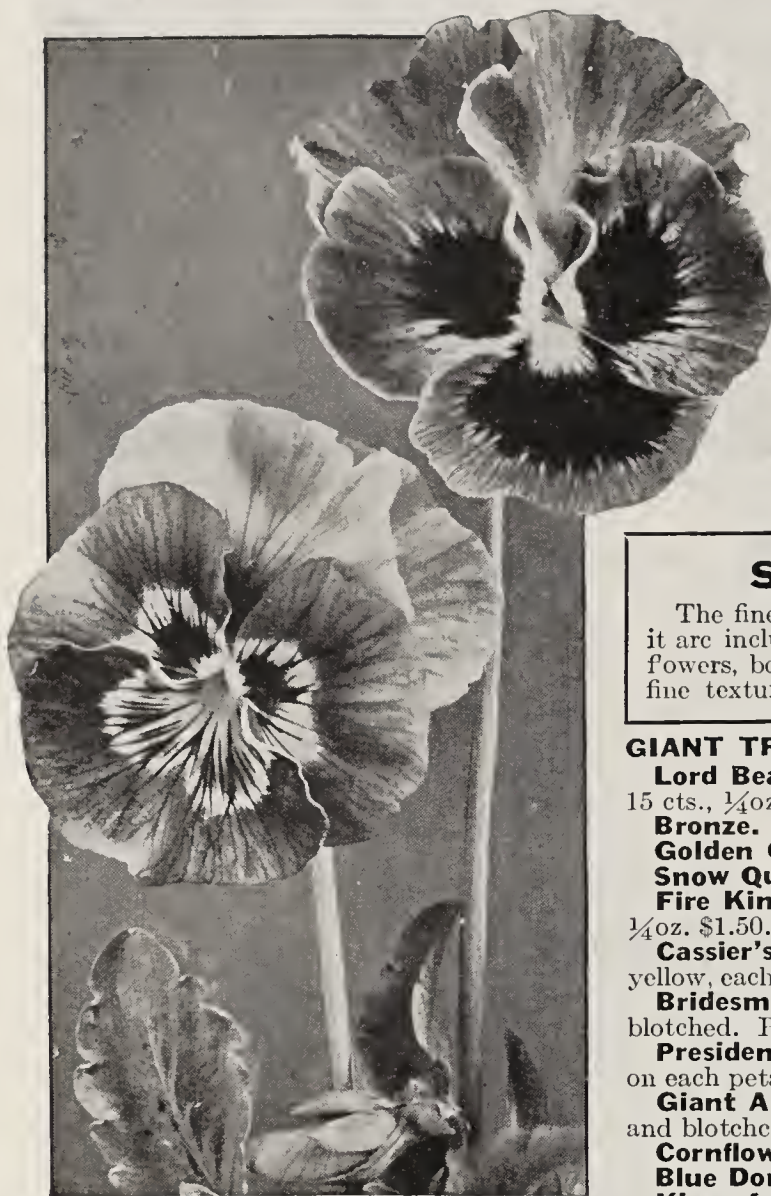 S
The fine
it are inclu
f'owers, bo
fine textur
GIANT TR
Lord Bea
15 cts., ¼oz
Bronze.
Golden
Snow Qu
Fire Kin
¼oz. $1.50.
Cassier's
yellow, each
Bridesm
blotched. H
Presiden
on each peta
Giant A
and blotche
Cornflow
Blue Dor